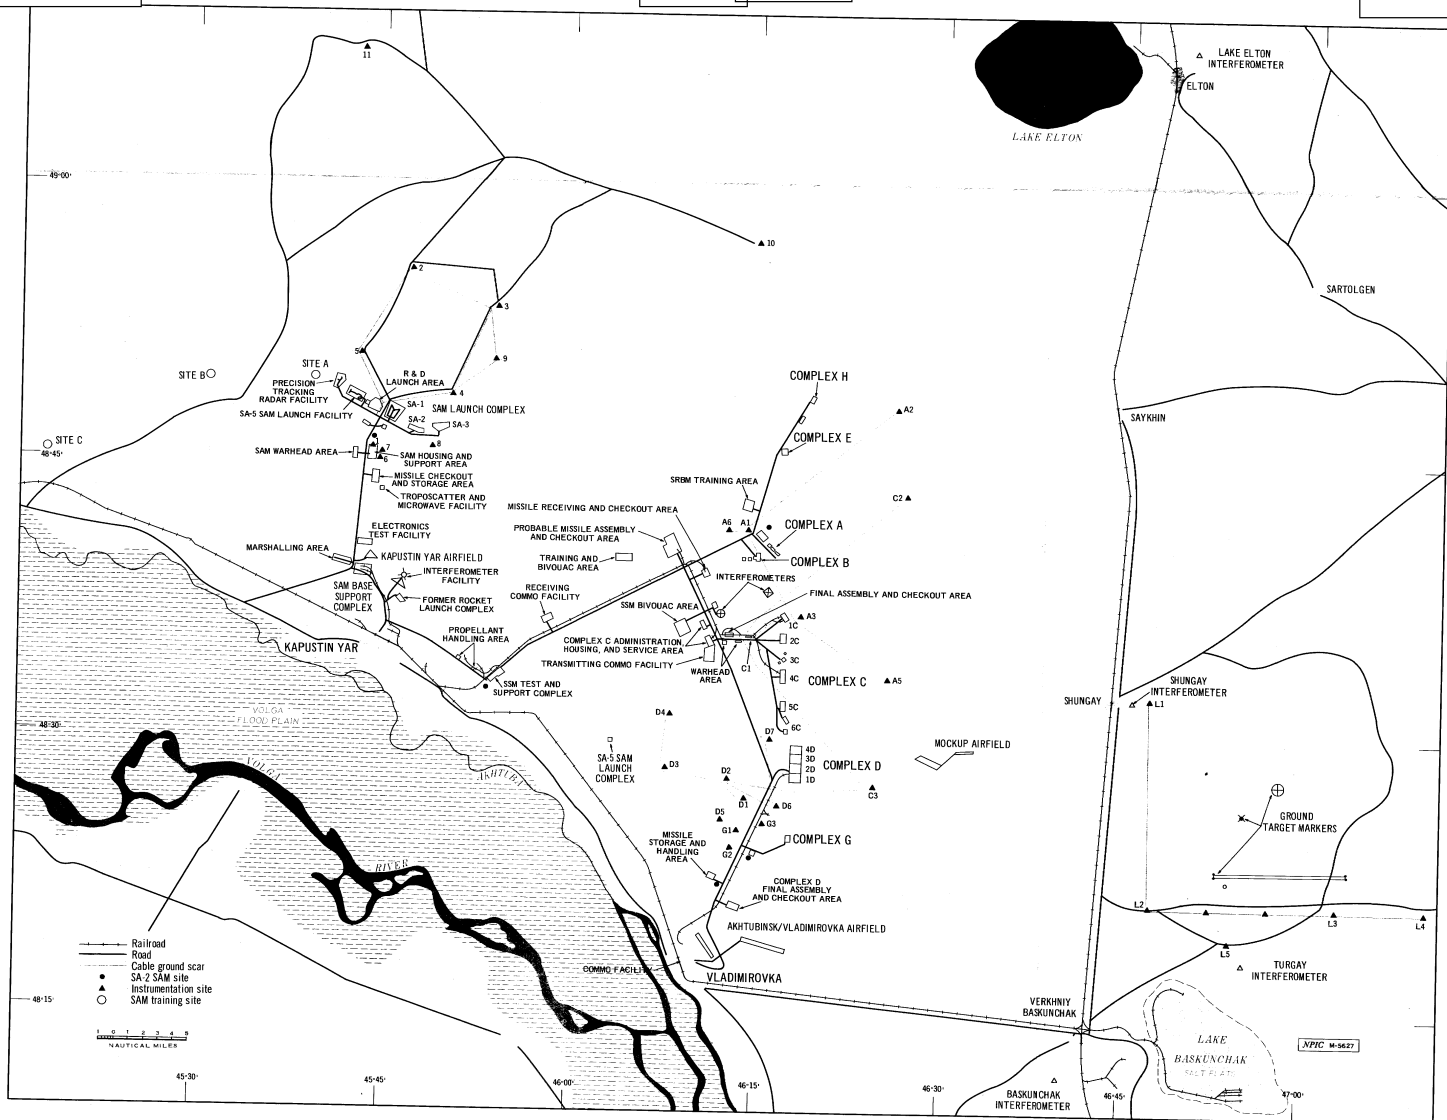 11
LAKE ELTON
INTERFEROMETER
ELTON
LAKE ELTON
49°00'
10
2
3
SARTOLGEN
5
9
SITE B
SITE A
PRECISION
TRACKING
RADAR FACILITY
R & D
LAUNCH AREA
4
SA-5 SAM LAUNCH FACILITY
SA-1
SAM LAUNCH COMPLEX
SA-2
SA-3
COMPLEX H
A2
SAYKHIN
SITE C
48°45'
SAM WARHEAD AREA
7
6
8
SAM HOUSING AND
SUPPORT AREA
MISSILE CHECKOUT
AND STORAGE AREA
TROPOSCATTER AND
MICROWAVE FACILITY
COMPLEX E
SRBM TRAINING AREA
C2
MISSILE RECEIVING AND CHECKOUT AREA
A6
A1
COMPLEX A
ELECTRONICS
TEST FACILITY
PROBABLE MISSILE ASSEMBLY
AND CHECKOUT AREA
MARSHALLING AREA
KAPUSTIN YAR AIRFIELD
TRAINING AND
BIVOUAC AREA
COMPLEX B
INTERFEROMETER
FACILITY
INTERFEROMETERS
SAM BASE
SUPPORT
COMPLEX
FORMER ROCKET
LAUNCH COMPLEX
RECEIVING
COMMO FACILITY
SSM BIVOUAC AREA
FINAL ASSEMBLY AND CHECKOUT AREA
A3
1C
2C
3C
4C
5C
6C
COMPLEX C
KAPUSTIN YAR
PROPELLANT
HANDLING AREA
COMPLEX C ADMINISTRATION,
HOUSING, AND SERVICE AREA
TRANSMITTING COMMO FACILITY
WARHEAD
AREA
C1
A5
SSM TEST AND
SUPPORT COMPLEX
SHUNGAY
SHUNGAY
INTERFEROMETER
L1
VOLGA
FLOOD PLAIN
48°30'
D4
D7
SA-5 SAM
LAUNCH
COMPLEX
D3
D2
4D
3D
2D
1D
COMPLEX D
MOCKUP AIRFIELD
VOLGA
AKHTUBA
C3
D1
D6
D5
G1
G3
G2
COMPLEX G
GROUND
TARGET MARKERS
MISSILE
STORAGE AND
HANDLING
AREA
RIVER
COMPLEX D
FINAL ASSEMBLY
AND CHECKOUT AREA
L2
L3
L4
L5
AKHTUBINSK/VLADIMIROVKA AIRFIELD
COMMO FACILITY
VLADIMIROVKA
TURGAY
INTERFEROMETER
Railroad
Road
Cable ground scar
SA-2 SAM site
Instrumentation site
SAM training site
48°15'
VERKHNIY
BASKUNCHAK
1 0 1 2 3 4 5
NAUTICAL MILES
LAKE
BASKUNCHAK
SALT FLATS
NPIC M-5627
BASKUNCHAK
INTERFEROMETER
45°30'
45°45'
46°00'
46°15'
46°30'
46°45'
47°00'